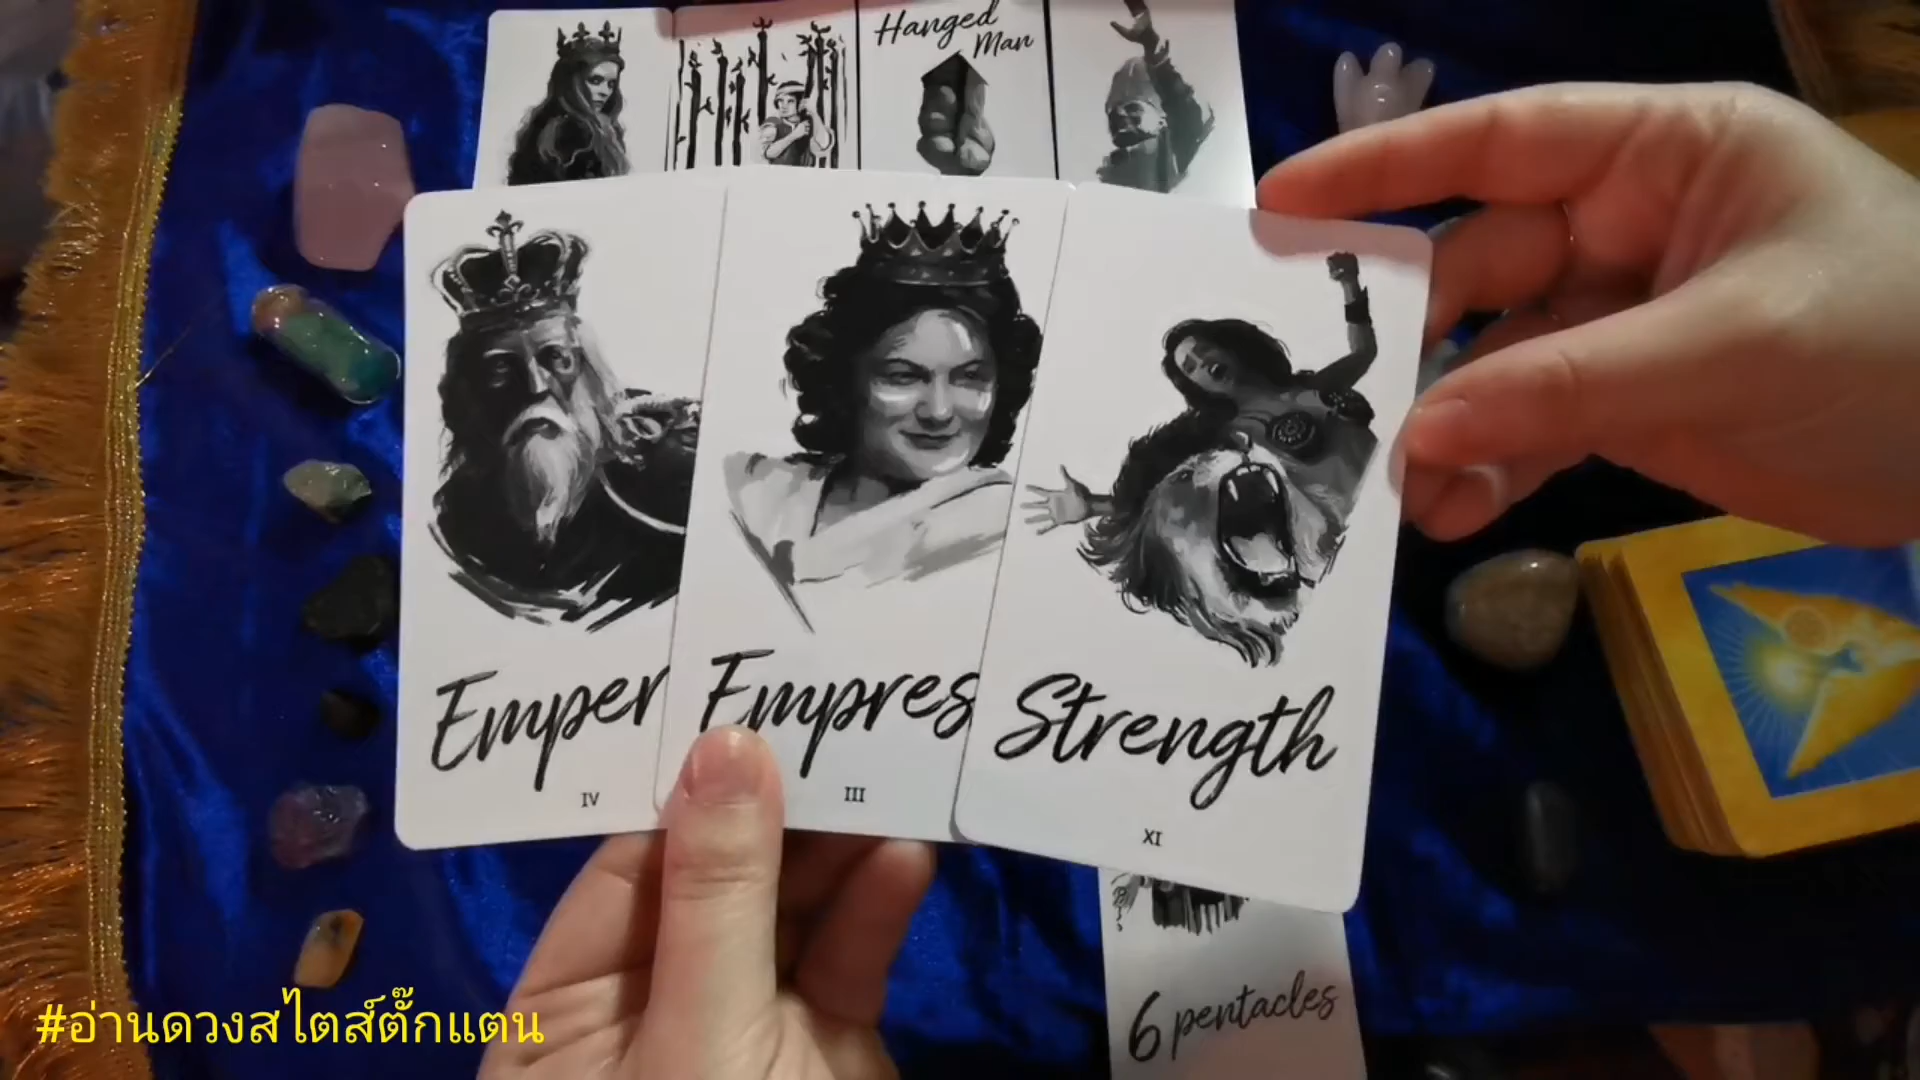 Hanged
Man
Emper
IV
Empres
III
Strength
XI
6 pentacles
#อ่านดวงสไตส์ตั๊กแตน